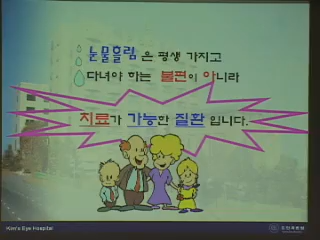 눈물흘림 은 평생 가지고
다녀야 하는 불편이 아니라
치료가 가능한 질환 입니다.
Kim's Eye Hospital